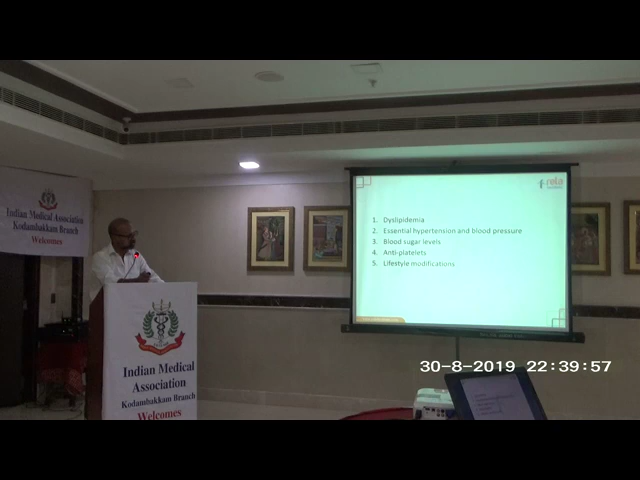 Indian Medical Association
Kodambakkam Branch
Welcomes
rela
1. Dyslipidemia
2. Essential hypertension and blood pressure
3. Blood sugar levels
4. Anti-platelets
5. Lifestyle modifications
Indian Medical
Association
Kodambakkam Branch
Welcomes
30-8-2019 22:39:57